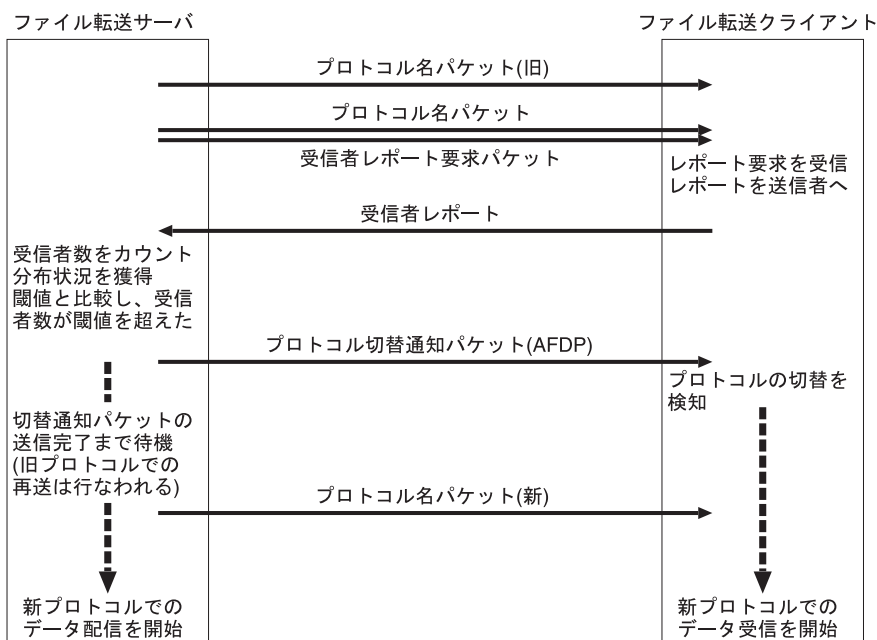 ファイル転送サーバ
ファイル転送クライアント
プロトコル名パケット(旧)
プロトコル名パケット
受信者レポート要求パケット
レポート要求を受信
レポートを送信者へ
受信者レポート
受信者数をカウント
分布状況を獲得
閾値と比較し、受信
者数が閾値を超えた
プロトコル切替通知パケット(AFDP)
プロトコルの切替を
検知
切替通知パケットの
送信完了まで待機
(旧プロトコルでの
再送は行なわれる)
プロトコル名パケット(新)
新プロトコルでの
データ配信を開始
新プロトコルでの
データ受信を開始